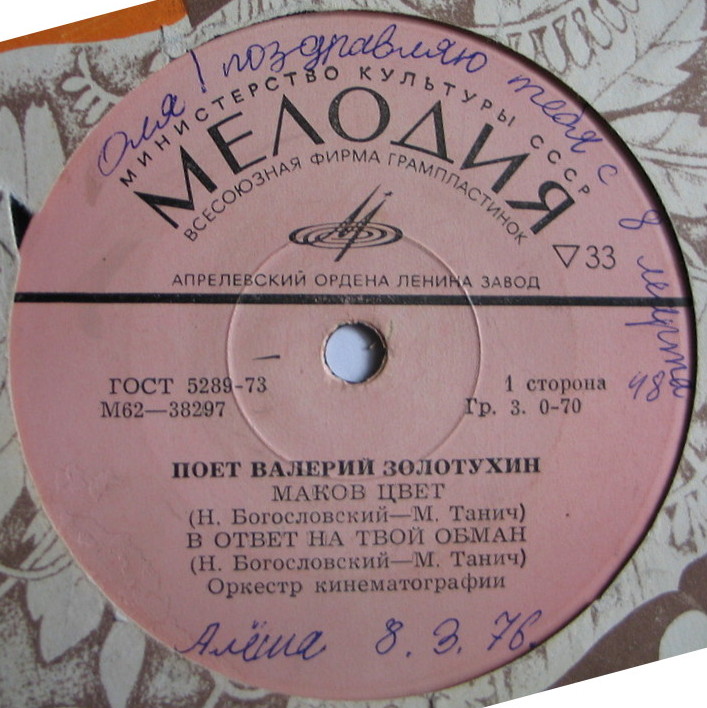 Оля! поздравляю тебя с 8 марта
МИНИСТЕРСТВО КУЛЬТУРЫ СССР
МЕЛОДИЯ
ВСЕСОЮЗНАЯ ФИРМА ГРАМПЛАСТИНОК
▽33
АПРЕЛЕВСКИЙ ОРДЕНА ЛЕНИНА ЗАВОД
ГОСТ 5289-73
М62—38297
1 сторона
Гр. 3. 0-70
ПОЕТ ВАЛЕРИЙ ЗОЛОТУХИН
МАКОВ ЦВЕТ
(Н. Богословский—М. Танич)
В ОТВЕТ НА ТВОЙ ОБМАН
(Н. Богословский—М. Танич)
Оркестр кинематографии
Алёша 8. 3. 76.